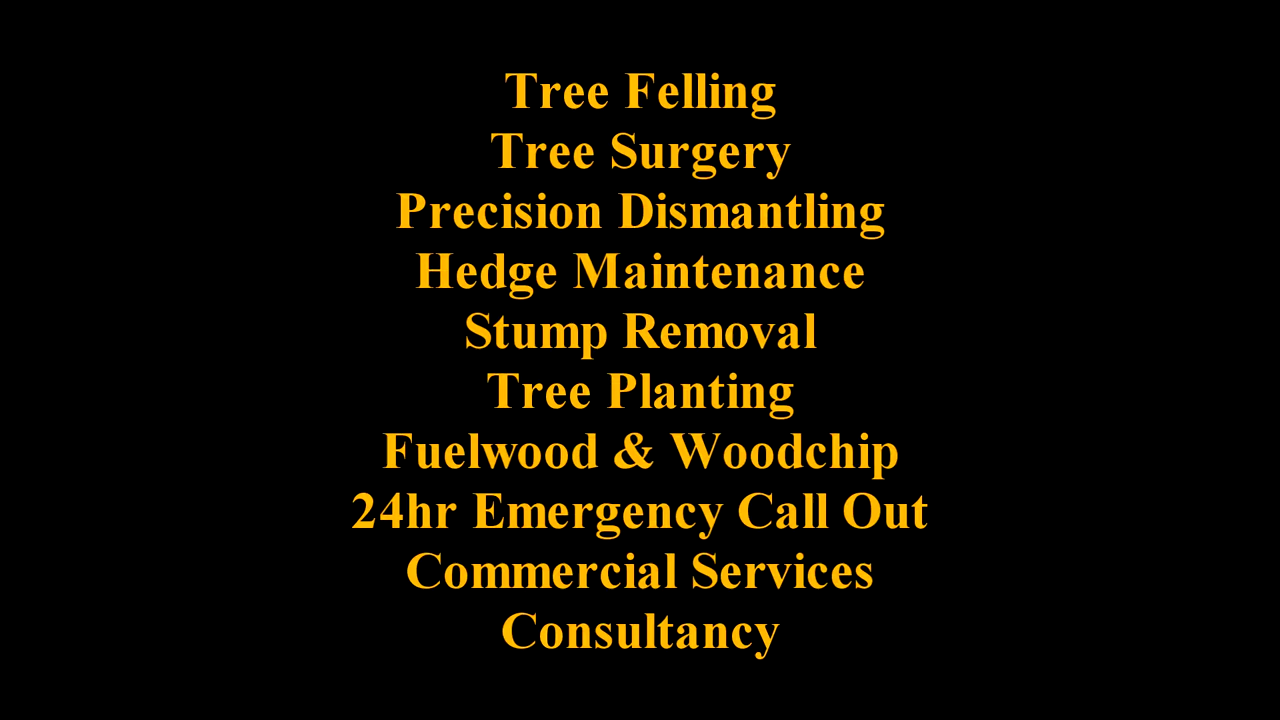 Tree Felling
Tree Surgery
Precision Dismantling
Hedge Maintenance
Stump Removal
Tree Planting
Fuelwood & Woodchip
24hr Emergency Call Out
Commercial Services
Consultancy